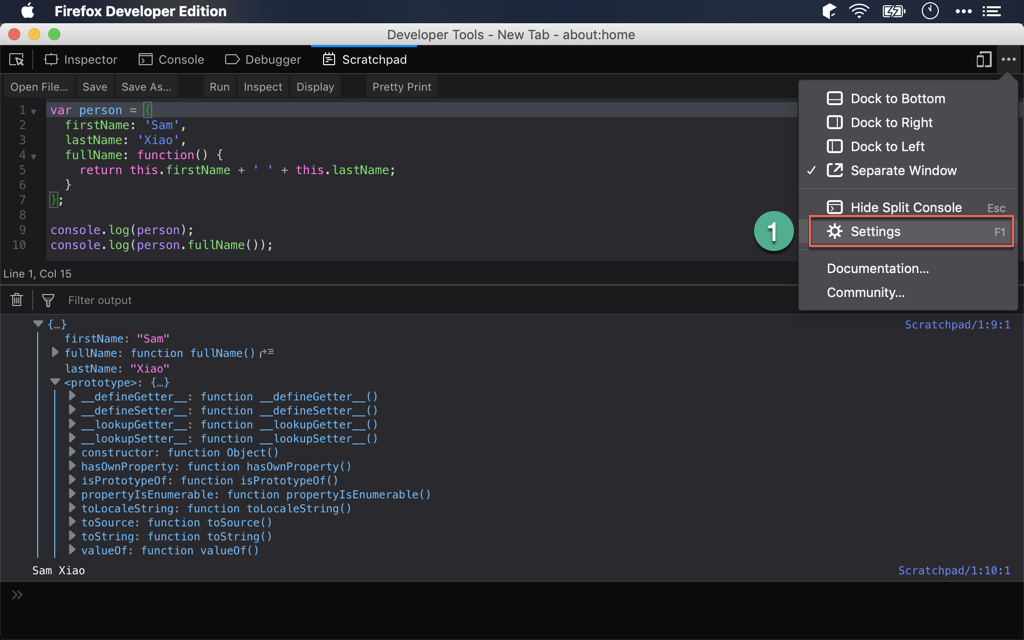 Firefox Developer Edition
Developer Tools - New Tab - about:home
Inspector Console Debugger Scratchpad
Open File... Save Save As... Run Inspect Display Pretty Print
1 var person = {
2 firstName: 'Sam',
3 lastName: 'Xiao',
4 fullName: function() {
5 return this.firstName + ' ' + this.lastName;
6 }
7 };
8
9 console.log(person);
10 console.log(person.fullName());
Line 1, Col 15
Dock to Bottom
Dock to Right
Dock to Left
✓ Separate Window
Hide Split Console Esc
1 Settings F1
Documentation...
Community...
Filter output
{…} Scratchpad/1:9:1
firstName: "Sam"
fullName: function fullName()
lastName: "Xiao"
<prototype>: {…}
__defineGetter__: function __defineGetter__()
__defineSetter__: function __defineSetter__()
__lookupGetter__: function __lookupGetter__()
__lookupSetter__: function __lookupSetter__()
constructor: function Object()
hasOwnProperty: function hasOwnProperty()
isPrototypeOf: function isPrototypeOf()
propertyIsEnumerable: function propertyIsEnumerable()
toLocaleString: function toLocaleString()
toSource: function toSource()
toString: function toString()
valueOf: function valueOf()
Sam Xiao Scratchpad/1:10:1
»